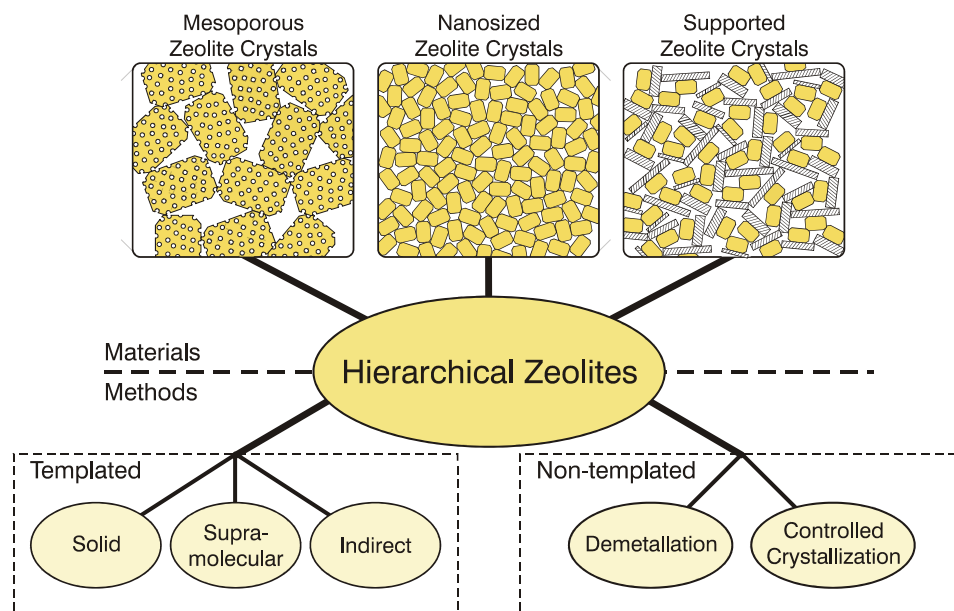 Mesoporous
Zeolite Crystals
Nanosized
Zeolite Crystals
Supported
Zeolite Crystals
Materials
Hierarchical Zeolites
Methods
Templated
Solid
Supra-
molecular
Indirect
Non-templated
Demetallation
Controlled
Crystallization